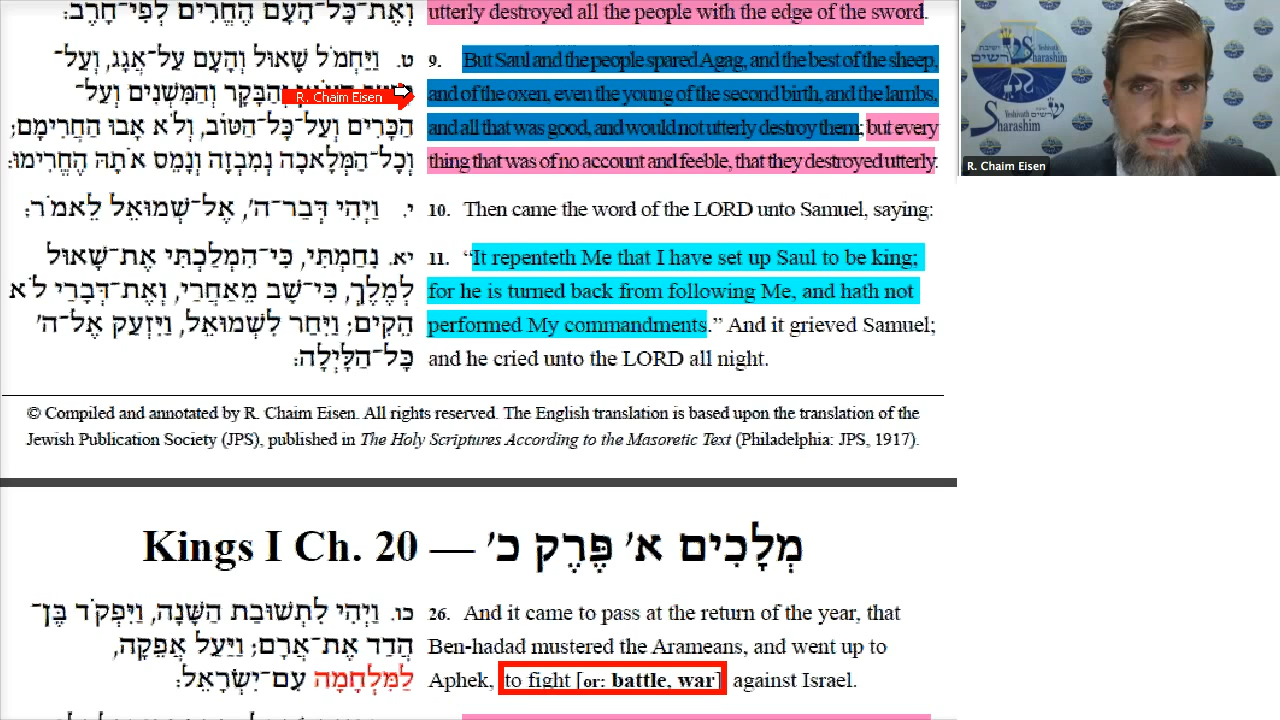 וְאֶת־כָּל־הָעָם הֶחֱרִים לְפִי־חָרֶב׃
utterly destroyed all the people with the edge of the sword.
ט. וַיַּחְמֹל שָׁאוּל וְהָעָם עַל־אֲגָג, וְעַל־
9. But Saul and the people spared Agag, and the best of the sheep,
וְהַבָּקָר וְהַמִּשְׁנִים וְעַל־
R. Chaim Eisen
and of the oxen, even the young of the second birth, and the lambs,
הַכָּרִים וְעַל־כָּל־הַטּוֹב, וְלֹא אָבוּ הַחֲרִימָם;
and all that was good, and would not utterly destroy them; but every
וְכָל־הַמְּלָאכָה נְמִבְזָה וְנָמֵס אֹתָהּ הֶחֱרִימוּ׃
thing that was of no account and feeble, that they destroyed utterly.
י. וַיְהִי דְּבַר־ה', אֶל־שְׁמוּאֵל לֵאמֹר׃
10. Then came the word of the LORD unto Samuel, saying:
יא. נִחַמְתִּי, כִּי־הִמְלַכְתִּי אֶת־שָׁאוּל
11. “It repenteth Me that I have set up Saul to be king;
לְמֶלֶךְ, כִּי־שָׁב מֵאַחֲרַי, וְאֶת־דְּבָרַי לֹא
for he is turned back from following Me, and hath not
הֵקִים; וַיִּחַר לִשְׁמוּאֵל, וַיִּזְעַק אֶל־ה'
performed My commandments.” And it grieved Samuel;
כָּל־הַלָּיְלָה׃
and he cried unto the LORD all night.
© Compiled and annotated by R. Chaim Eisen. All rights reserved. The English translation is based upon the translation of the
Jewish Publication Society (JPS), published in The Holy Scriptures According to the Masoretic Text (Philadelphia: JPS, 1917).
Kings I Ch. 20 — מְלָכִים א' פֶּרֶק כ'
כו. וַיְהִי לִתְשׁוּבַת הַשָּׁנָה, וַיִּפְקֹד בֶּן־
26. And it came to pass at the return of the year, that
הֲדַד אֶת־אֲרָם; וַיַּעַל אֲפֵקָה,
Ben-hadad mustered the Arameans, and went up to
לַמִּלְחָמָה עִם־יִשְׂרָאֵל׃
Aphek, to fight [or: battle, war] against Israel.
ישיבת
שרשים
Yeshivath
Sharashim
Yeshivath
Sharashim
R. Chaim Eisen